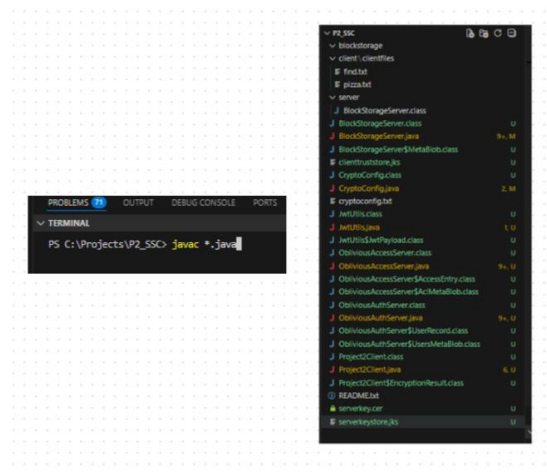 PROBLEMS 71 OUTPUT DEBUG CONSOLE PORTS
TERMINAL
PS C:\Projects\P2_SSC> javac *.java
P2_SSC
blockstorage
client \ clientfiles
find.txt
pizza.txt
server
J BlockStorageServer.class
J BlockStorageServer.class U
J BlockStorageServer.java 9+, M
J BlockStorageServer$MetaBlob.class U
clienttruststore.jks U
J CryptoConfig.class U
J CryptoConfig.java 2, M
cryptoconfig.txt
J JwtUtils.class U
J JwtUtils.java 1, U
J JwtUtils$JwtPayload.class U
J ObliviousAccessServer.class U
J ObliviousAccessServer.java 9+, U
J ObliviousAccessServer$AccessEntry.class U
J ObliviousAccessServer$AclMetaBlob.class U
J ObliviousAuthServer.class U
J ObliviousAuthServer.java 9+, U
J ObliviousAuthServer$UserRecord.class U
J ObliviousAuthServer$UsersMetaBlob.class U
J Project2Client.class U
J Project2Client.java 6, U
J Project2Client$EncryptionResult.class U
README.txt
serverkey.cer U
serverkeystore.jks U